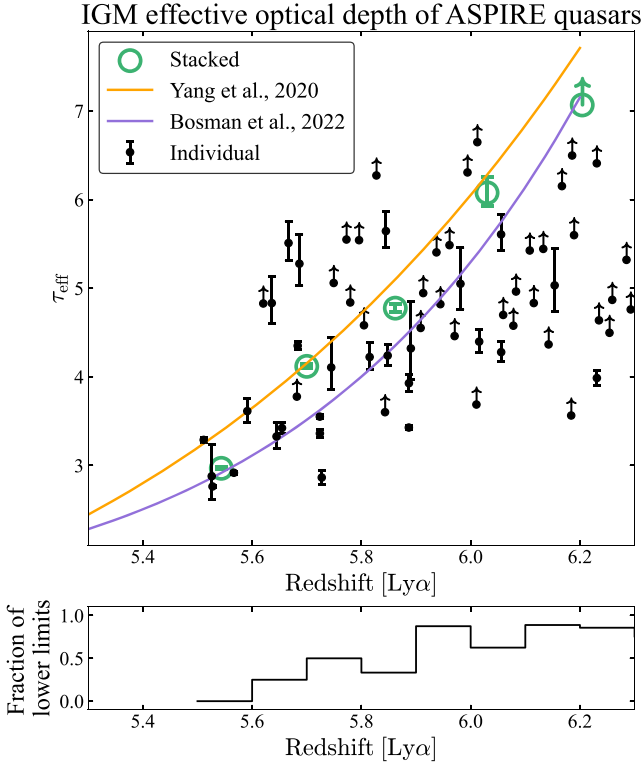 IGM effective optical depth of ASPIRE quasars
Stacked
Yang et al., 2020
Bosman et al., 2022
Individual
7
6
5
4
3
τeff
5.4 5.6 5.8 6.0 6.2
Redshift [Lyα]
Fraction of
lower limits
1.0
0.5
0.0
5.4 5.6 5.8 6.0 6.2
Redshift [Lyα]